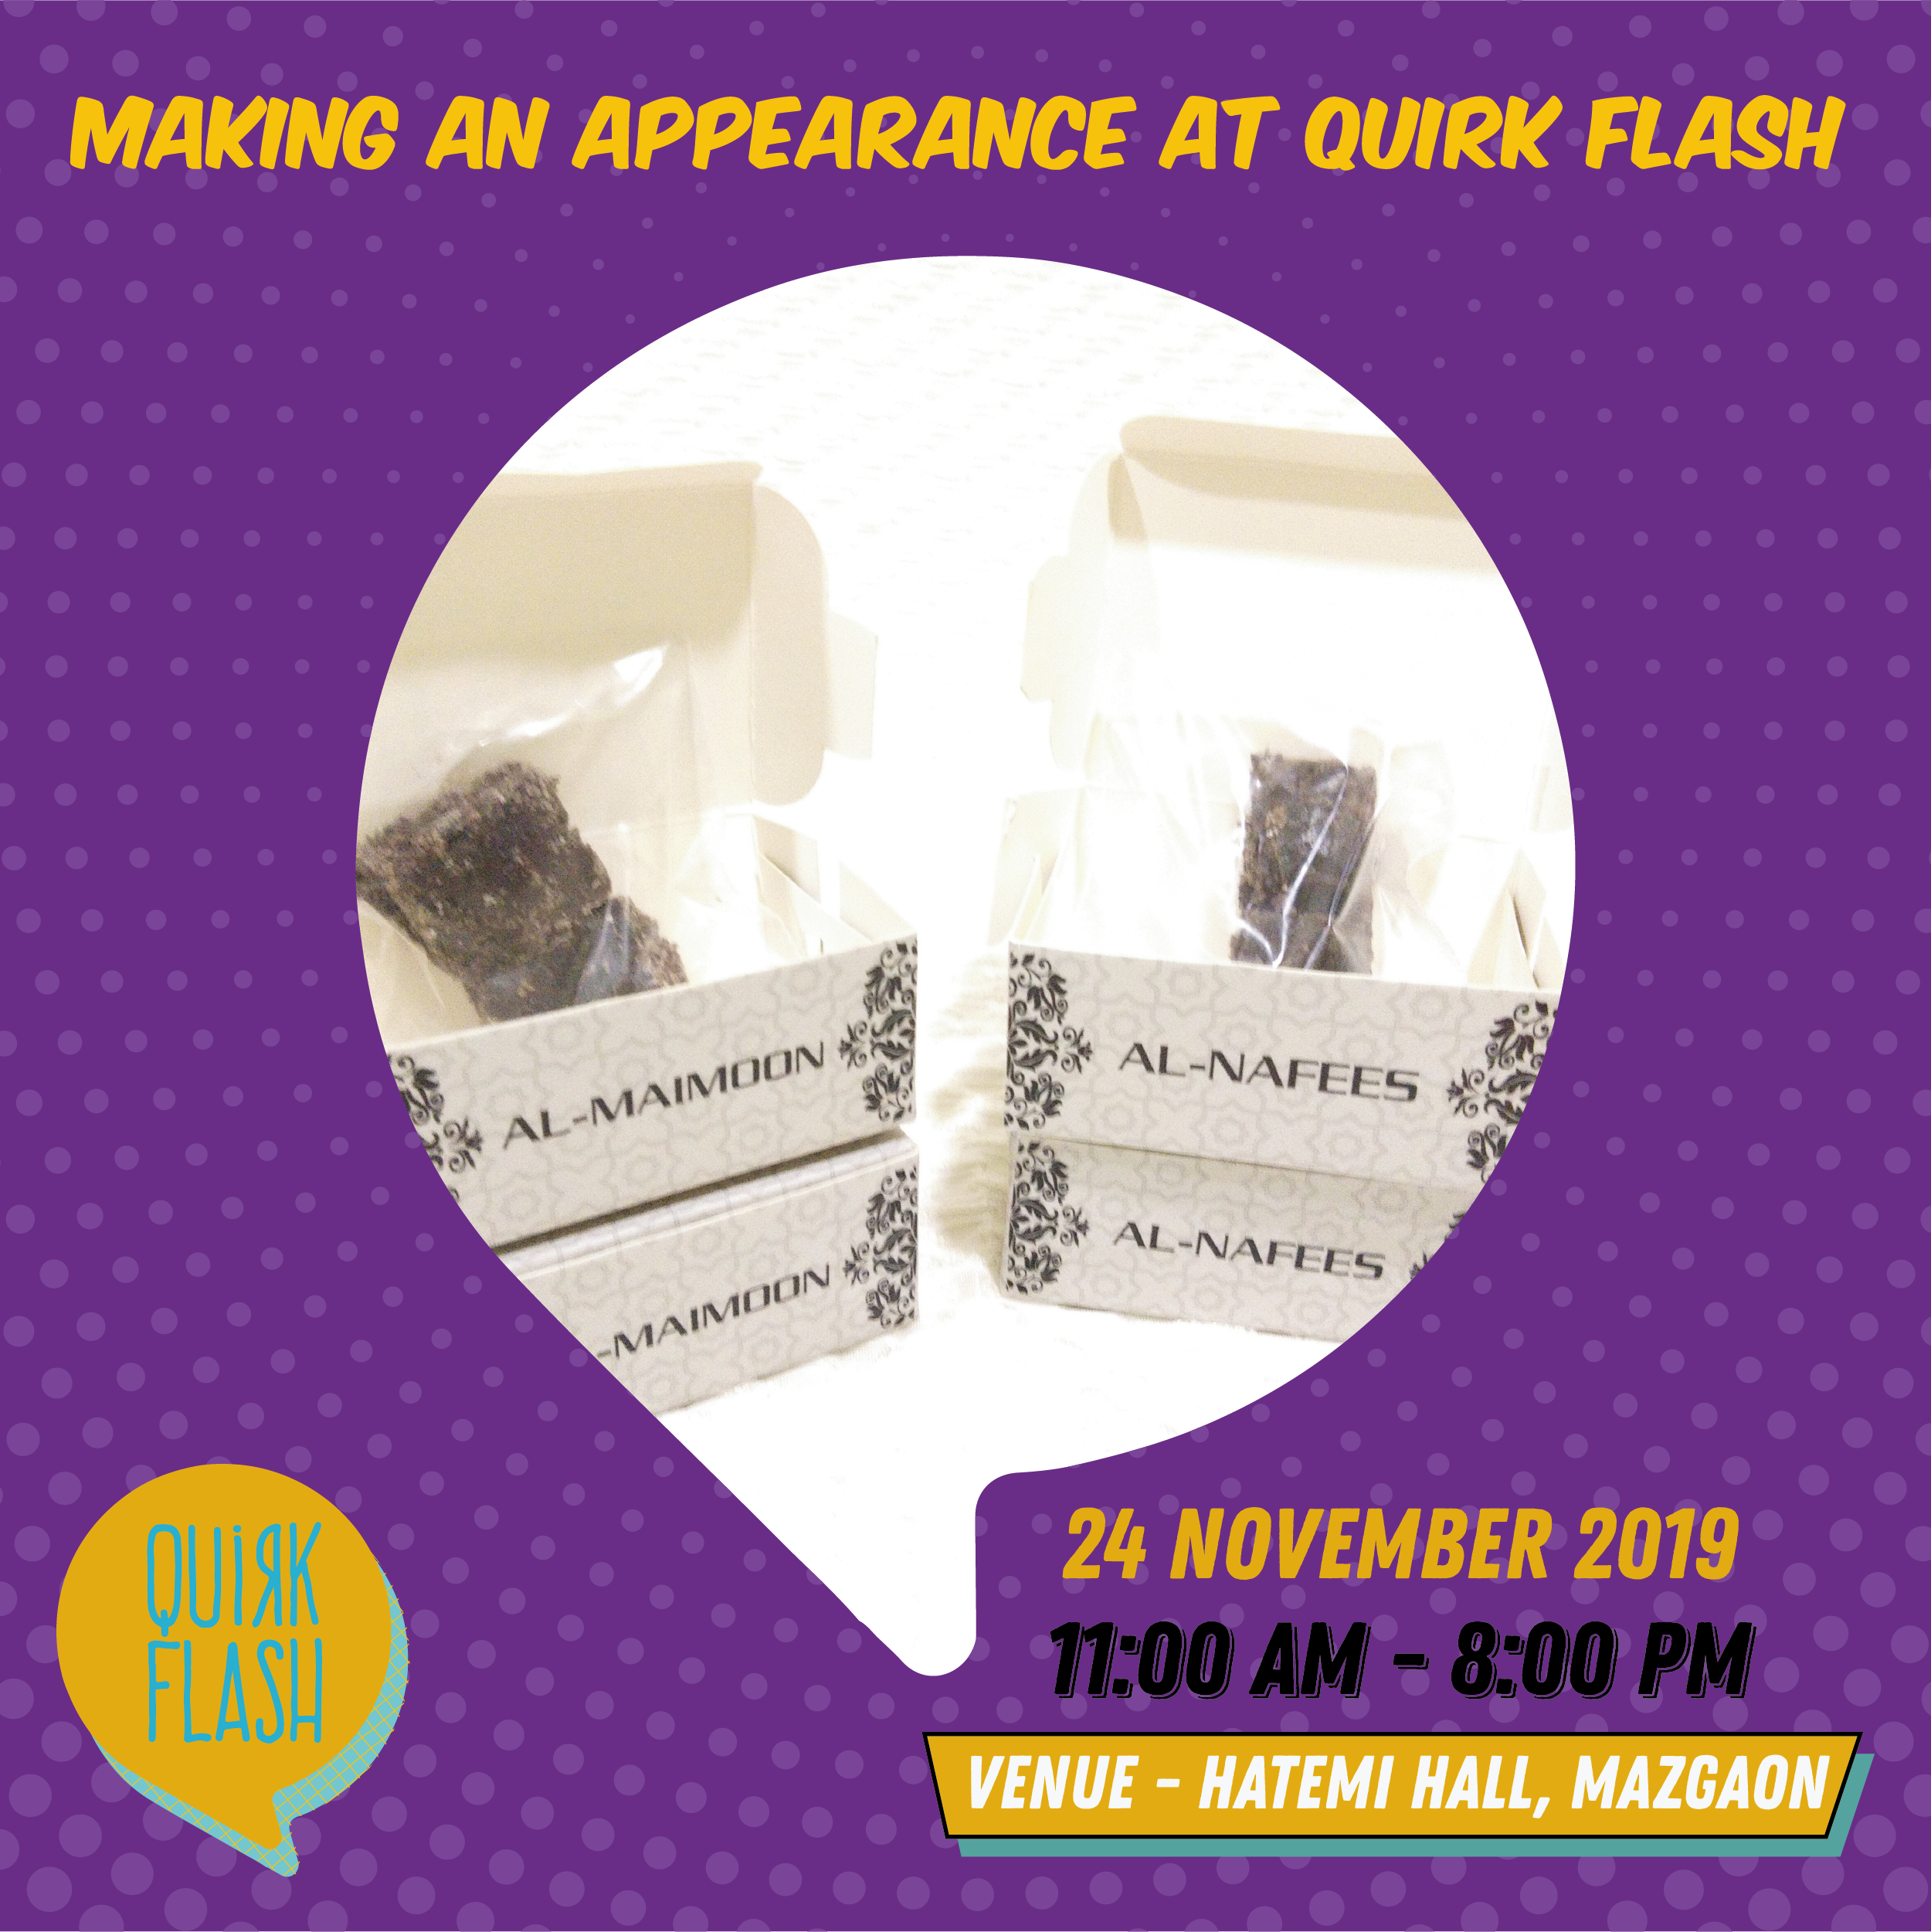 MAKING AN APPEARANCE AT QUIRK FLASH
AL-MAIMOON
AL-NAFEES
-MAIMOON
AL-NAFEES
QUiRK
FLASH
24 NOVEMBER 2019
11:00 AM - 8:00 PM
VENUE - HATEMI HALL, MAZGAON